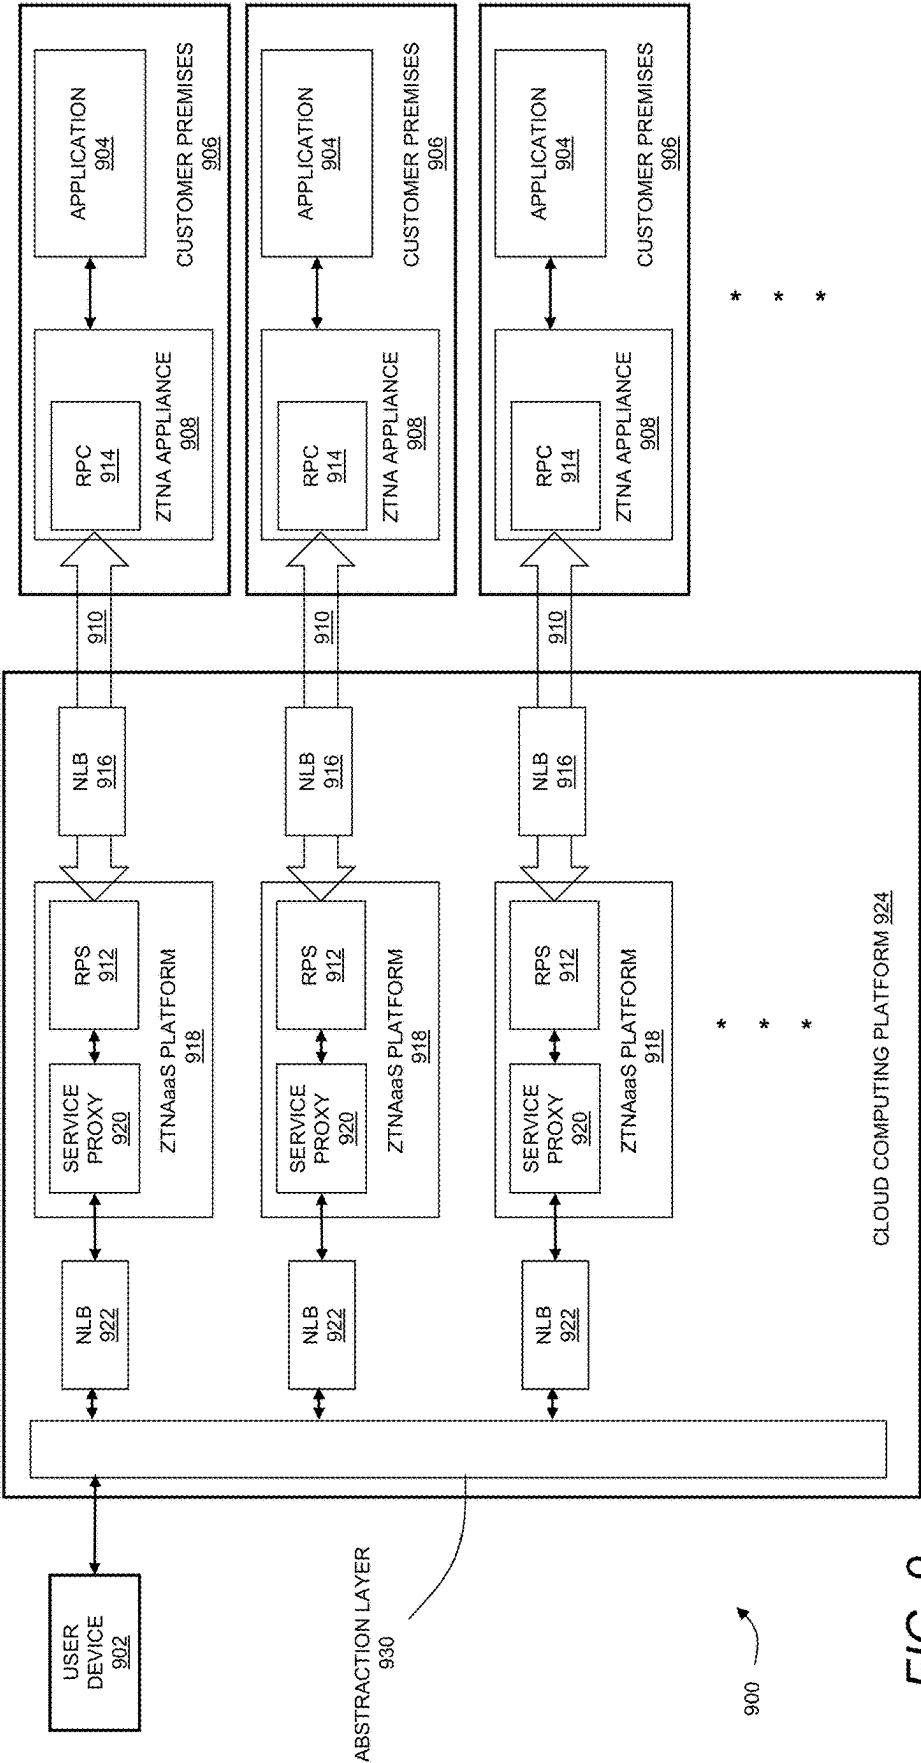 USER
DEVICE
902
NLB
922
SERVICE
PROXY
920
RPS
912
ZTNAaaS PLATFORM
918
NLB
916
910
RPC
914
ZTNA APPLIANCE
908
APPLICATION
904
CUSTOMER PREMISES
906
NLB
922
SERVICE
PROXY
920
RPS
912
ZTNAaaS PLATFORM
918
NLB
916
910
RPC
914
ZTNA APPLIANCE
908
APPLICATION
904
CUSTOMER PREMISES
906
ABSTRACTION LAYER
930
NLB
922
SERVICE
PROXY
920
RPS
912
ZTNAaaS PLATFORM
918
NLB
916
910
RPC
914
ZTNA APPLIANCE
908
APPLICATION
904
CUSTOMER PREMISES
906
* * *
* * *
900
CLOUD COMPUTING PLATFORM 924
FIG. 9